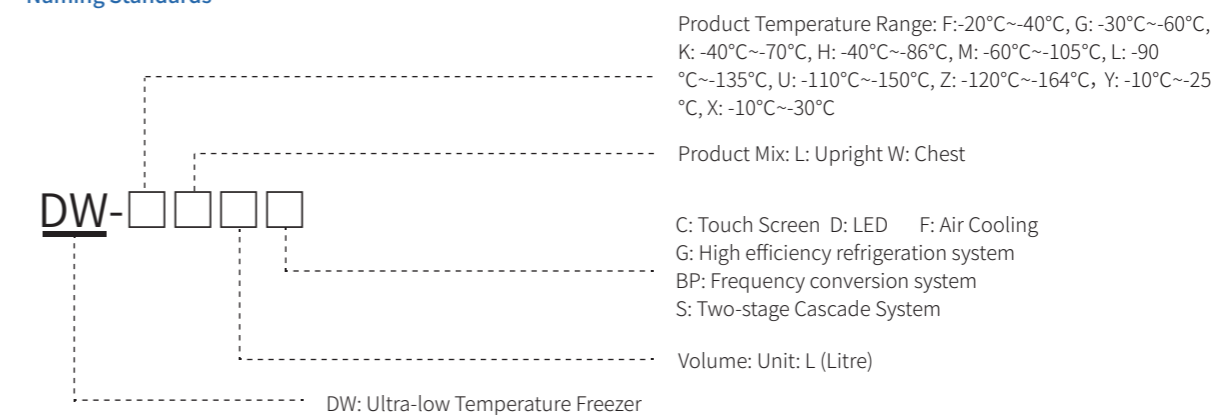 Naming Standards
Product Temperature Range: F:-20°C~-40°C, G: -30°C~-60°C,
K: -40°C~-70°C, H: -40°C~-86°C, M: -60°C~-105°C, L: -90
°C~-135°C, U: -110°C~-150°C, Z: -120°C~-164°C, Y: -10°C~-25
°C, X: -10°C~-30°C
Product Mix: L: Upright W: Chest
DW-□□□□
C: Touch Screen D: LED F: Air Cooling
G: High efficiency refrigeration system
BP: Frequency conversion system
S: Two-stage Cascade System
Volume: Unit: L (Litre)
DW: Ultra-low Temperature Freezer